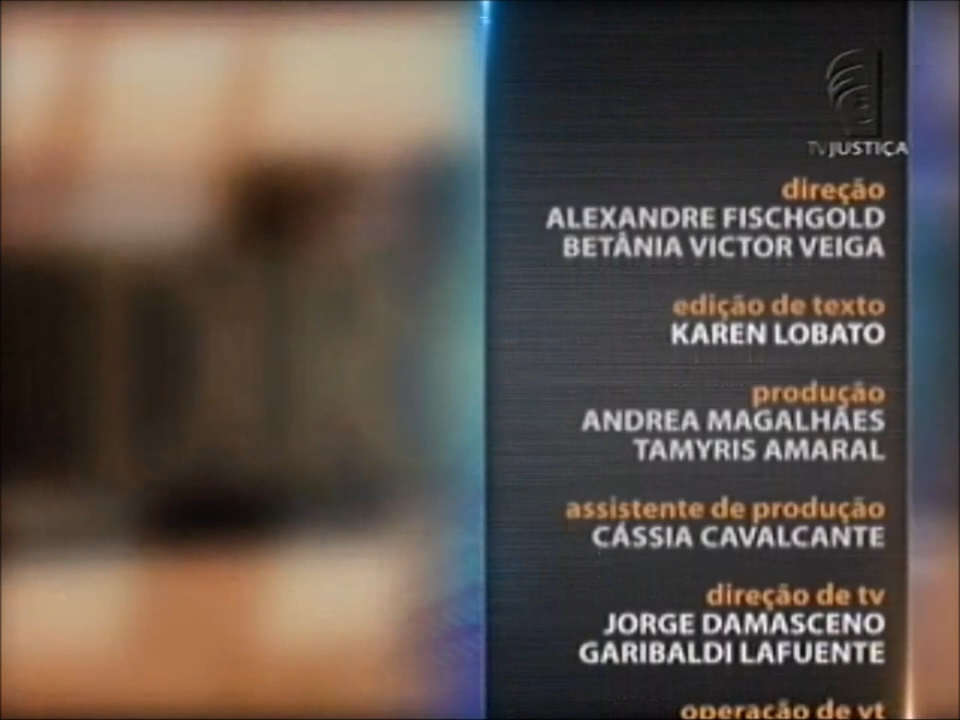 TV JUSTIÇA
direção
ALEXANDRE FISCHGOLD
BETÂNIA VICTOR VEIGA
edição de texto
KAREN LOBATO
produção
ANDREA MAGALHÃES
TAMYRIS AMARAL
assistente de produção
CÁSSIA CAVALCANTE
direção de tv
JORGE DAMASCENO
GARIBALDI LAFUENTE
operação de vt